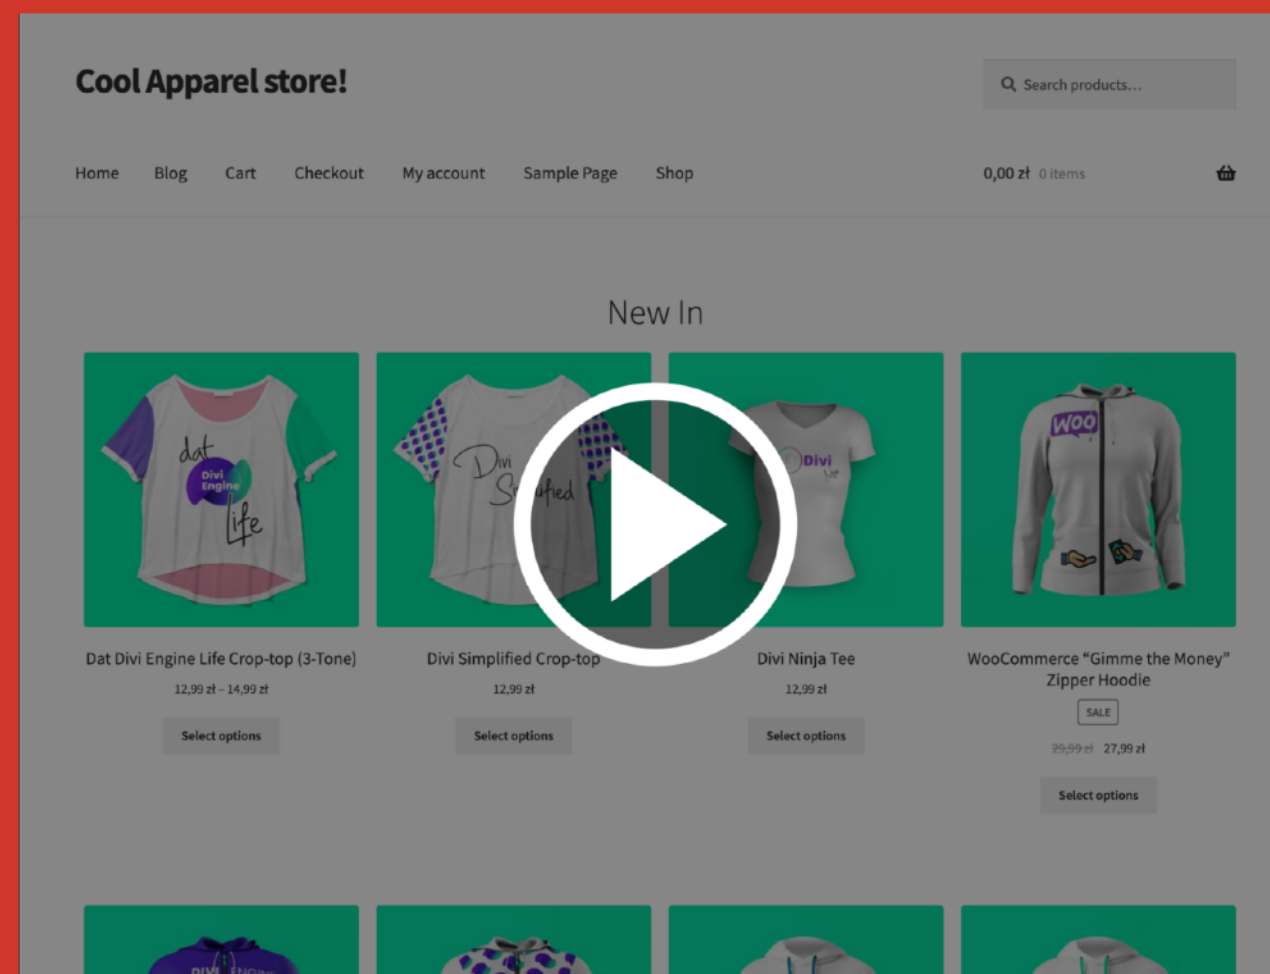 Cool Apparel store!
Search products...
Home Blog Cart Checkout My account Sample Page Shop
0,00 zł 0 items
New In
dat
Divi
Engine
Life
Divi
Divi
WOO
Dat Divi Engine Life Crop-top (3-Tone)
12,99 zł – 14,99 zł
Select options
Divi Simplified Crop-top
12,99 zł
Select options
Divi Ninja Tee
12,99 zł
Select options
WooCommerce “Gimme the Money”
Zipper Hoodie
SALE
29,99 zł 27,99 zł
Select options
DIVI ENGINE